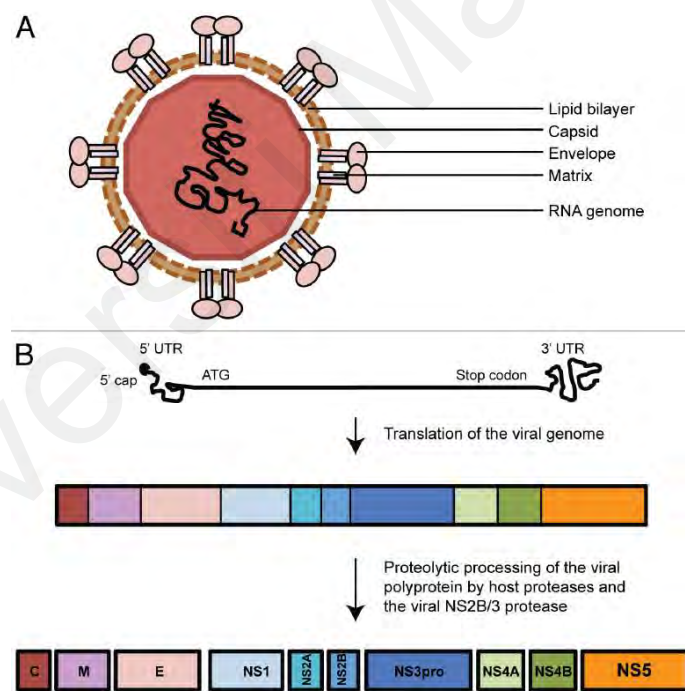 A
Lipid bilayer
Capsid
Envelope
Matrix
RNA genome
B
5' UTR
3' UTR
5' cap
ATG
Stop codon
Translation of the viral genome
Proteolytic processing of the viral
polyprotein by host proteases and
the viral NS2B/3 protease
C
M
E
NS1
NS2A
NS2B
NS3pro
NS4A
NS4B
NS5